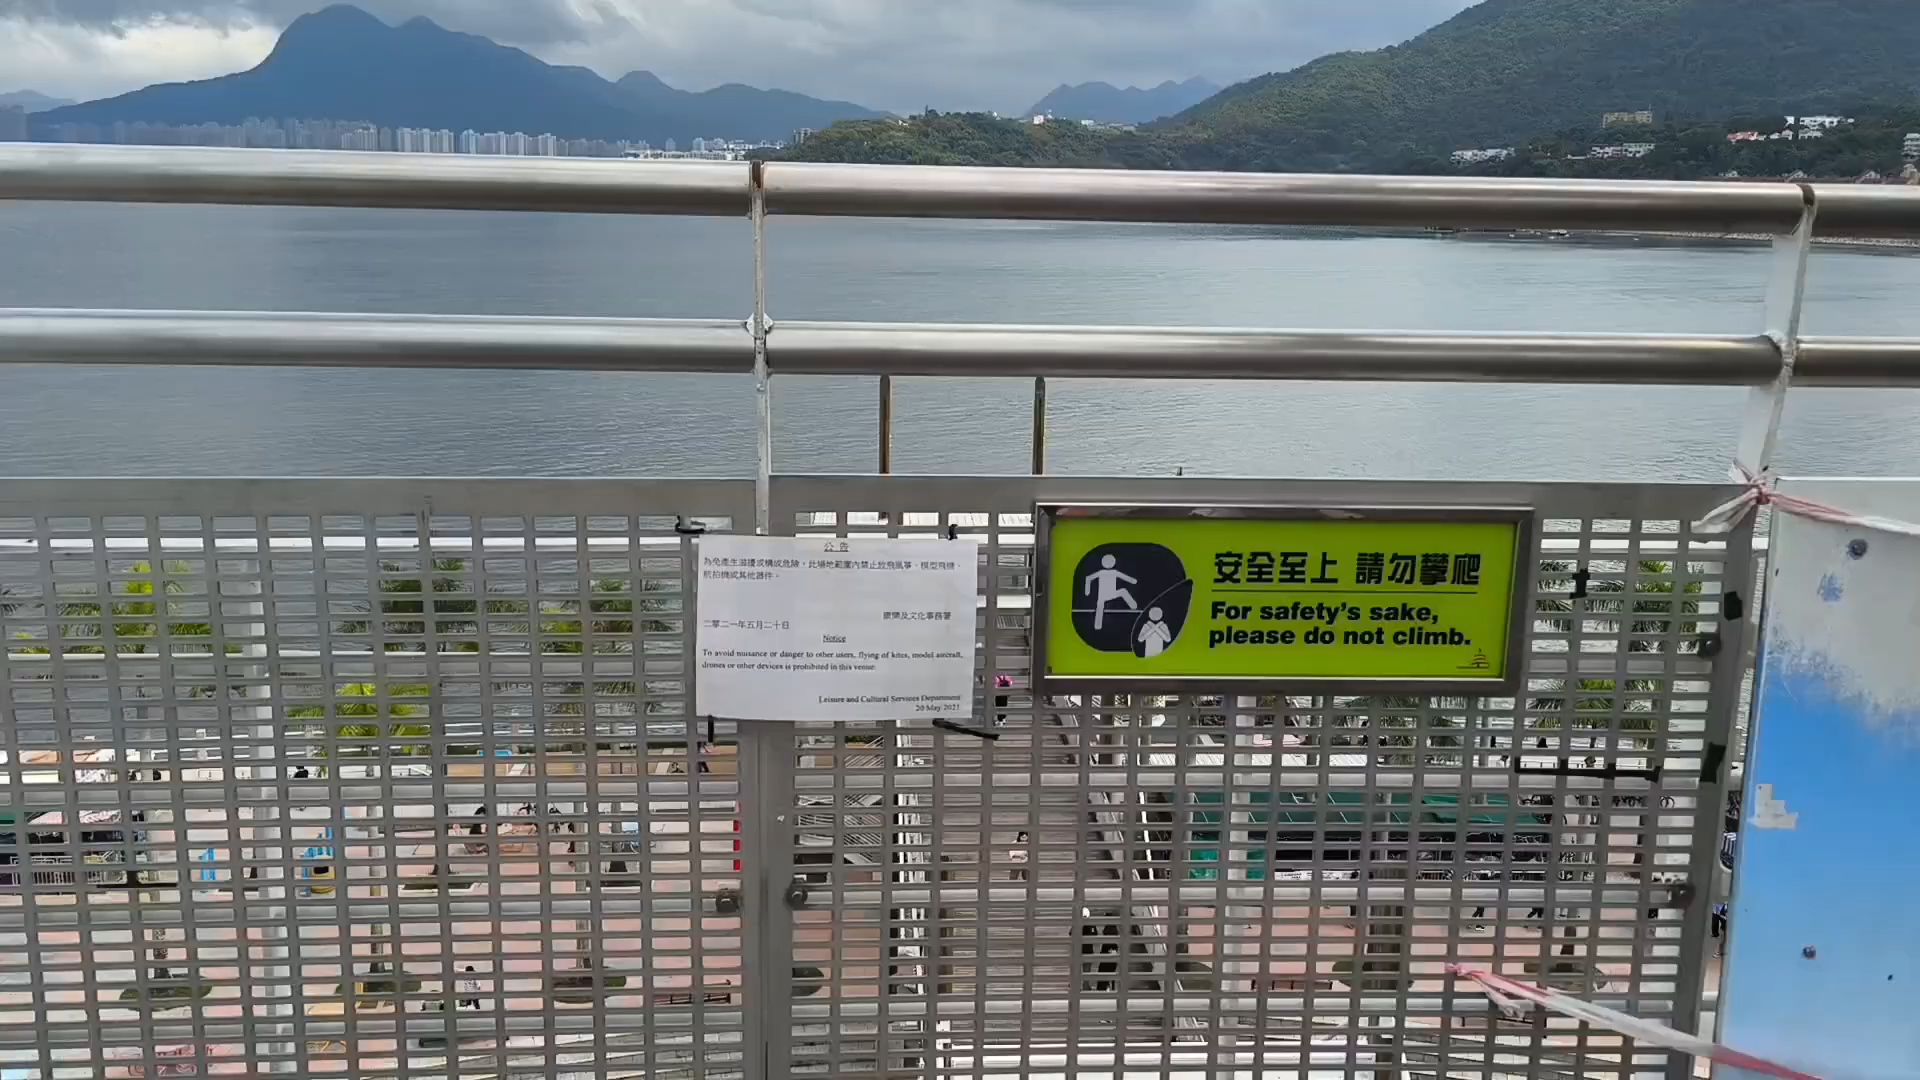 公告
為免產生滋擾或構成危險，此場地範圍內禁止放飛風箏、模型飛機、
航拍機或其他器件。
康樂及文化事務署
二零二一年五月二十日
Notice
To avoid nuisance or danger to other users, flying of kites, model aircraft,
drones or other devices is prohibited in this venue.
Leisure and Cultural Services Department
20 May 2021
安全至上 請勿攀爬
For safety's sake,
please do not climb.